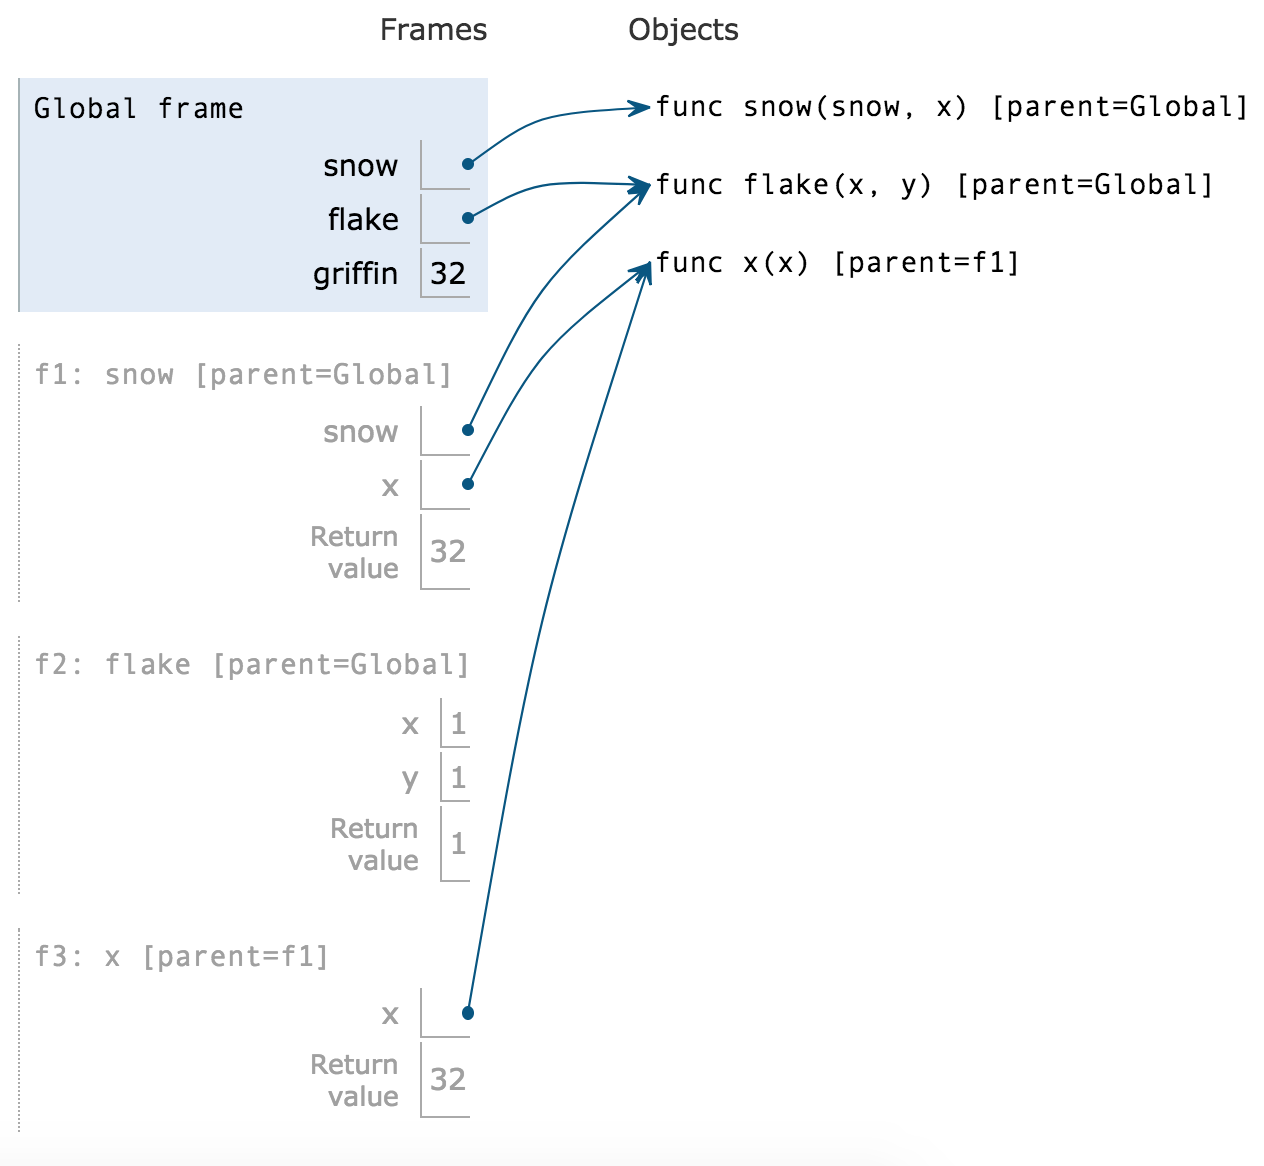 Frames Objects
Global frame
snow
flake
griffin 32
func snow(snow, x) [parent=Global]
func flake(x, y) [parent=Global]
func x(x) [parent=f1]
f1: snow [parent=Global]
snow
x
Return
value 32
f2: flake [parent=Global]
x 1
y 1
Return
value 1
f3: x [parent=f1]
x
Return
value 32